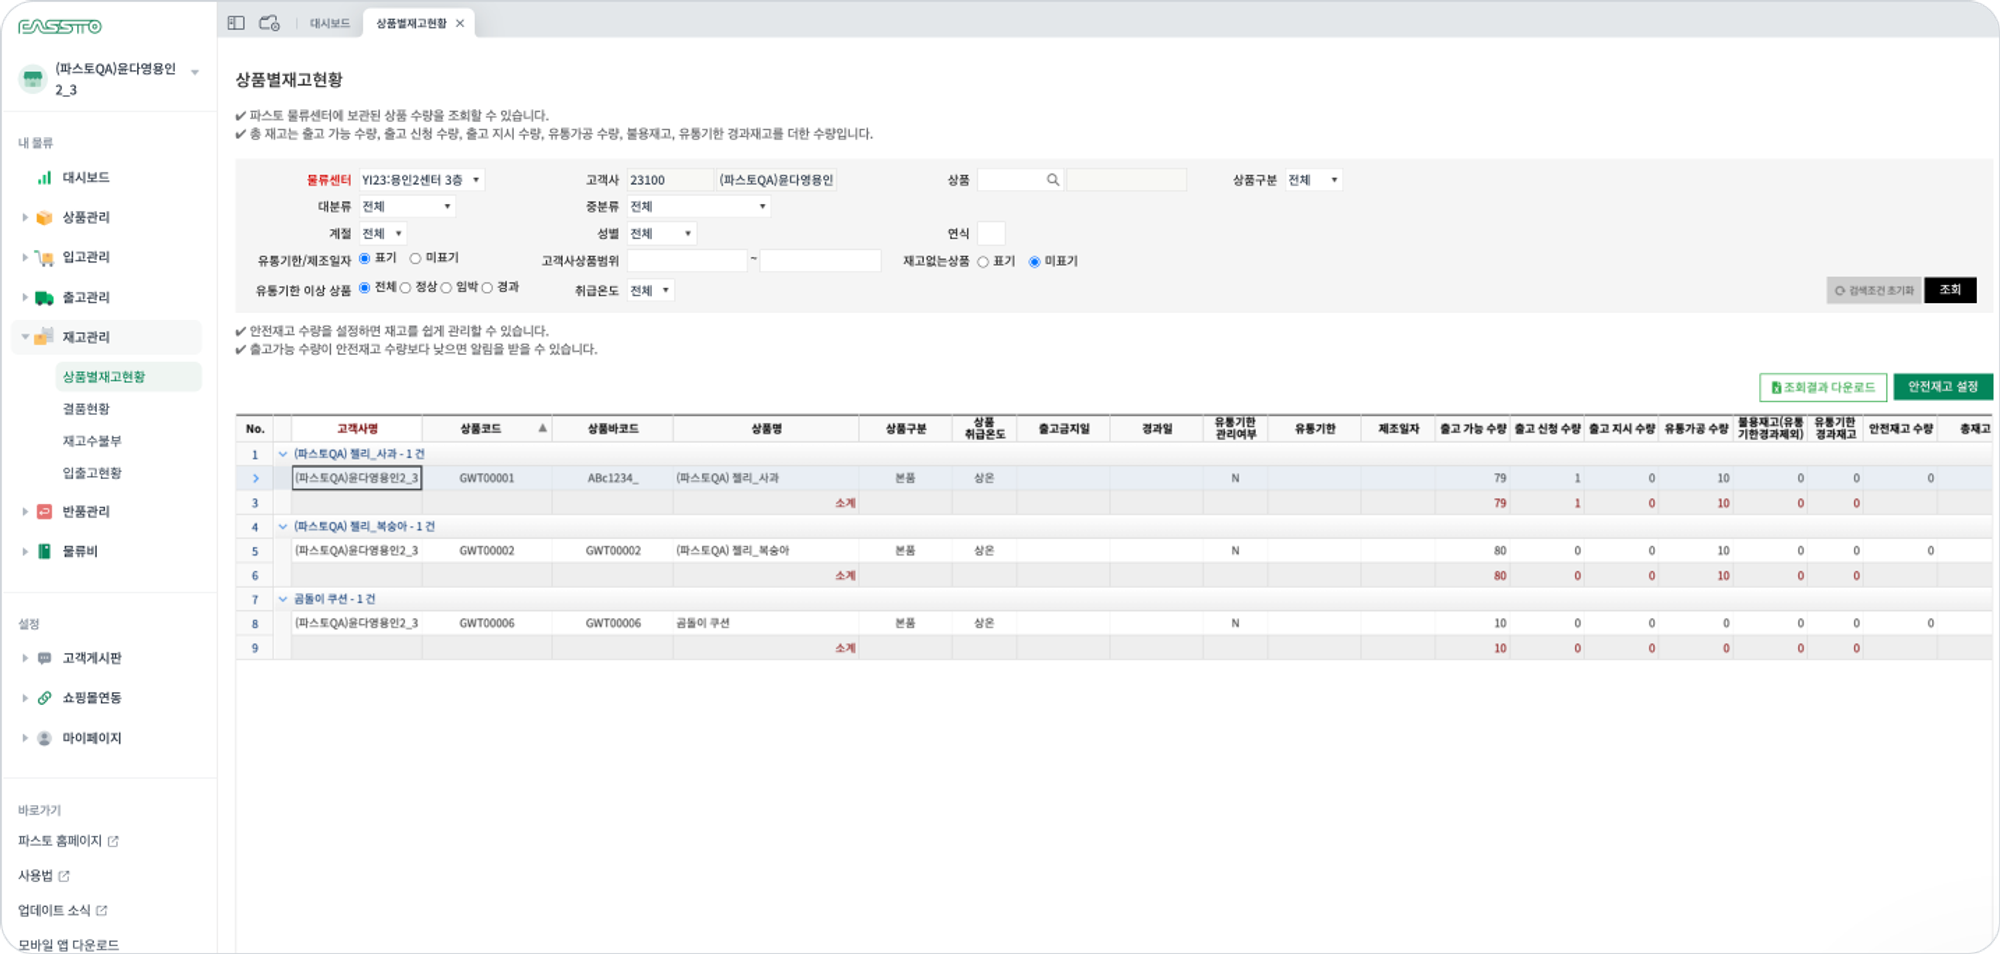 FASSTO
대시보드
상품별재고현황
(파스토QA)윤다영용인
2_3
내 물류
대시보드
상품관리
입고관리
출고관리
재고관리
상품별재고현황
결품현황
재고수불부
입출고현황
반품관리
물류비
설정
고객게시판
쇼핑몰연동
마이페이지
바로가기
파스토 홈페이지
사용법
업데이트 소식
모바일 앱 다운로드
상품별재고현황
✔ 파스토 물류센터에 보관된 상품 수량을 조회할 수 있습니다.
✔ 총 재고는 출고 가능 수량, 출고 신청 수량, 출고 지시 수량, 유통가공 수량, 불용재고, 유통기한 경과재고를 더한 수량입니다.
물류센터 YI23:용인2센터 3층 고객사 23100 (파스토QA)윤다영용인 상품 상품구분 전체
대분류 전체 중분류 전체
계절 전체 성별 전체 연식
유통기한/제조일자 표기 미표기 고객사상품범위 ~ 재고없는상품 표기 미표기
유통기한 이상 상품 전체 정상 임박 경과 취급온도 전체
검색조건 초기화 조회
✔ 안전재고 수량을 설정하면 재고를 쉽게 관리할 수 있습니다.
✔ 출고가능 수량이 안전재고 수량보다 낮으면 알림을 받을 수 있습니다.
조회결과 다운로드 안전재고 설정
No. 고객사명 상품코드 상품바코드 상품명 상품구분 상품 취급온도 출고금지일 경과일 유통기한 관리여부 유통기한 제조일자 출고 가능 수량 출고 신청 수량 출고 지시 수량 유통가공 수량 불용재고(유통기한경과제외) 유통기한 경과재고 안전재고 수량 총재고
1 (파스토QA) 젤리_사과 - 1 건
(파스토QA)윤다영용인2_3 GWT00001 ABc1234_ (파스토QA) 젤리_사과 본품 상온 N 79 1 0 10 0 0 0
3 소계 79 1 0 10 0 0
4 (파스토QA) 젤리_복숭아 - 1 건
5 (파스토QA)윤다영용인2_3 GWT00002 GWT00002 (파스토QA) 젤리_복숭아 본품 상온 N 80 0 0 10 0 0 0
6 소계 80 0 0 10 0 0
7 곰돌이 쿠션 - 1 건
8 (파스토QA)윤다영용인2_3 GWT00006 GWT00006 곰돌이 쿠션 본품 상온 N 10 0 0 0 0 0 0
9 소계 10 0 0 0 0 0